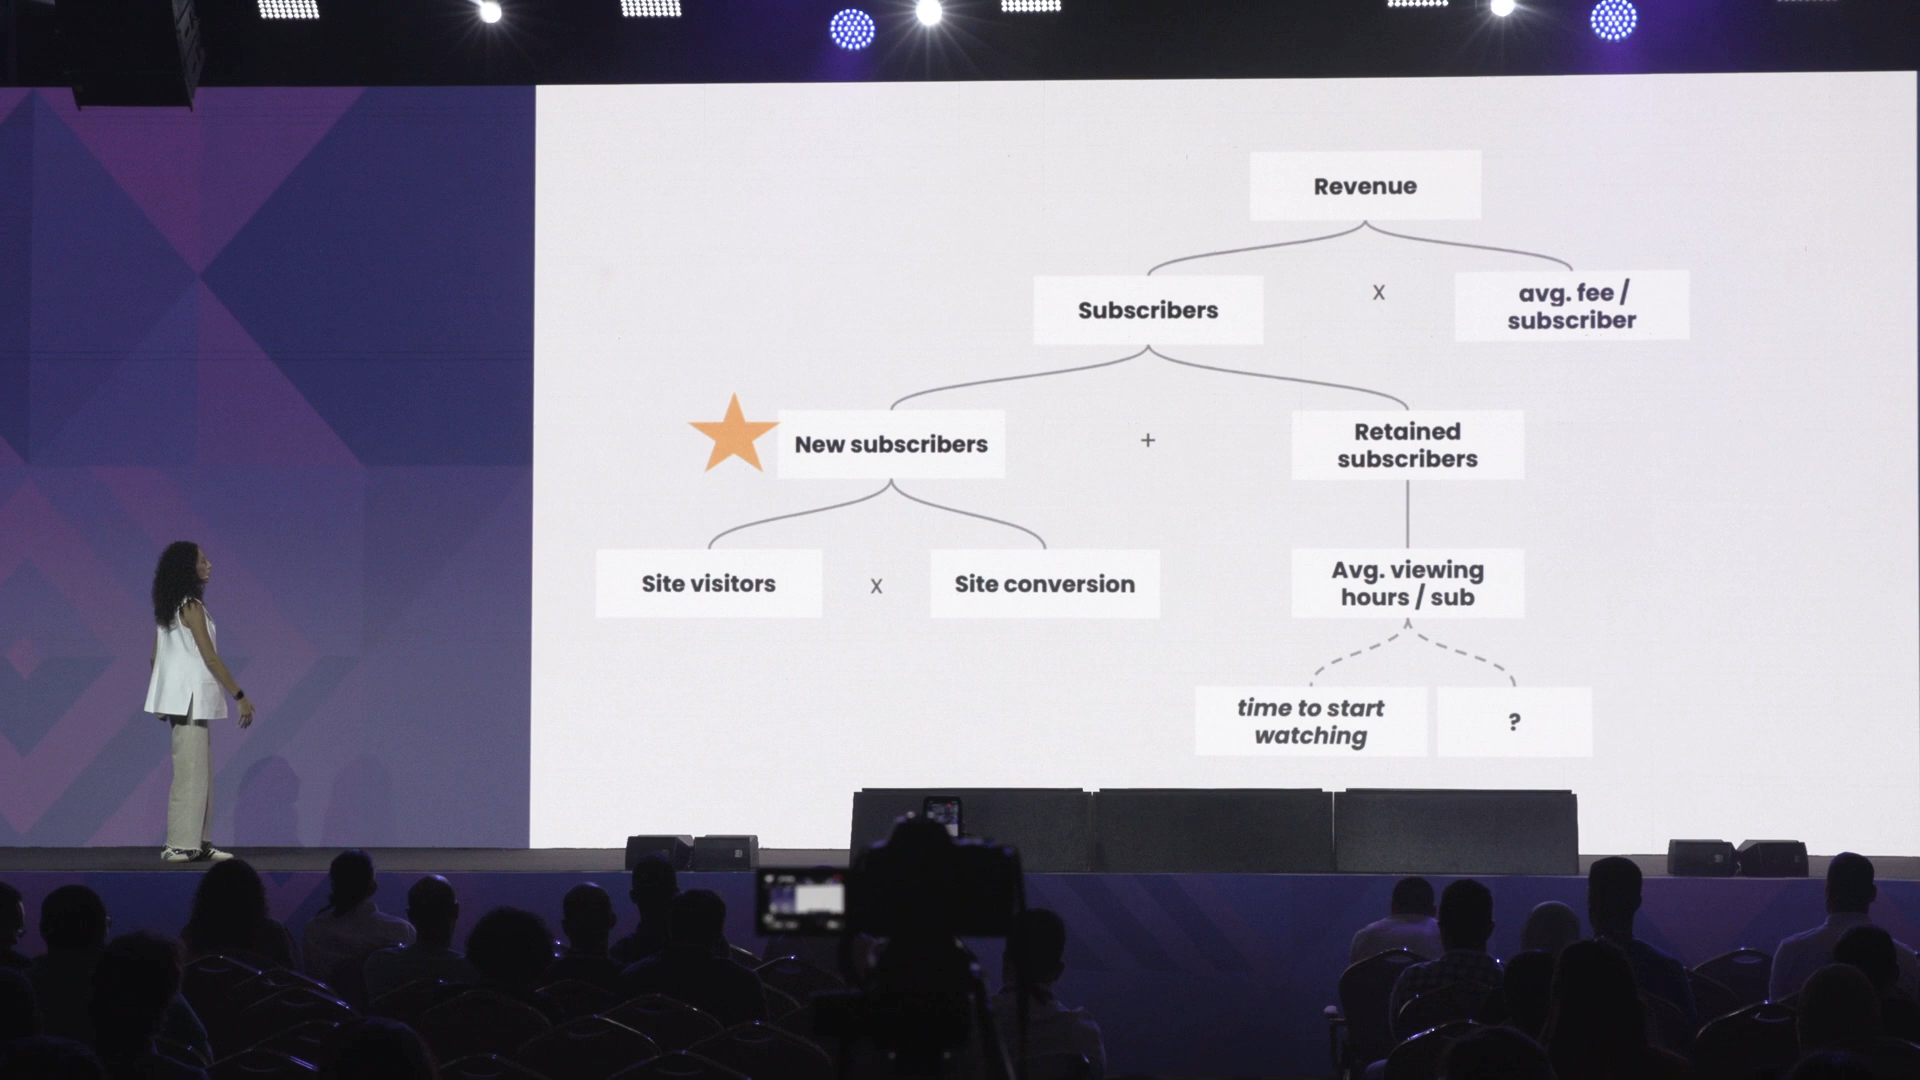 Revenue
Subscribers
x
avg. fee /
subscriber
New subscribers
+
Retained
subscribers
Site visitors
x
Site conversion
Avg. viewing
hours / sub
time to start
watching
?